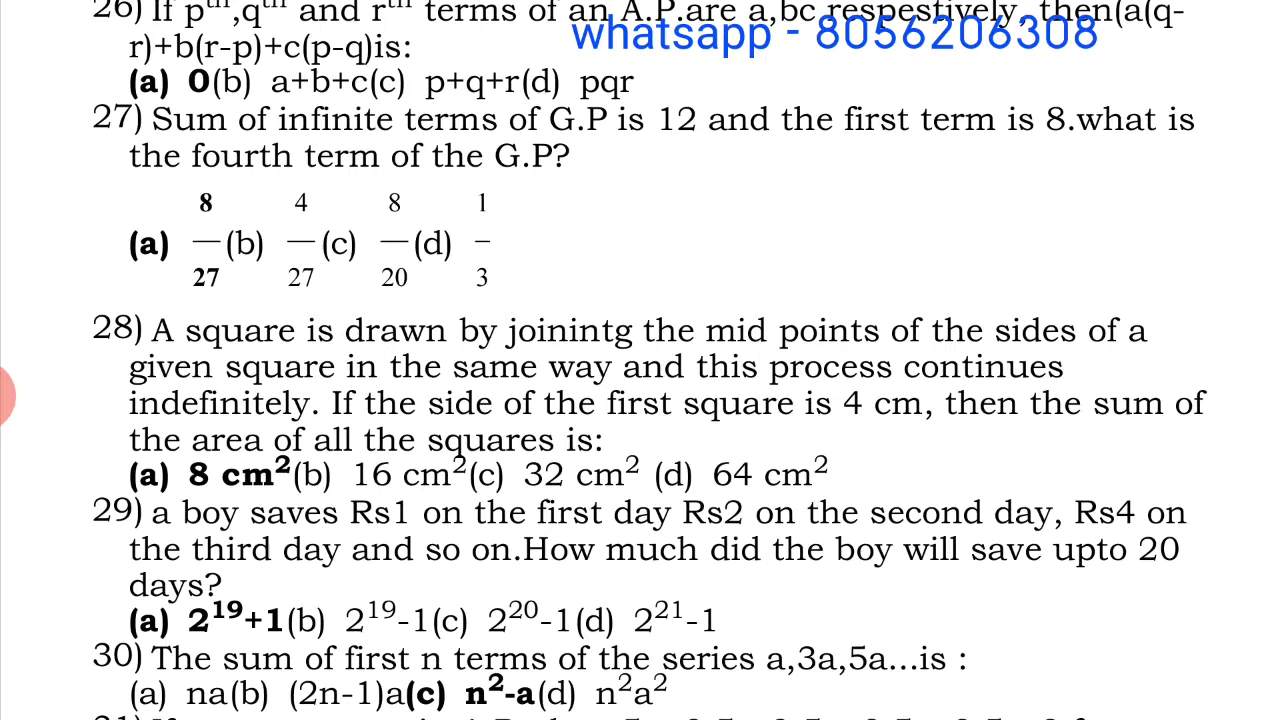 26) If pᵗʰ,qᵗʰ and rᵗʰ terms of an A.P.are a,bc respestively, then(a(q-
whatsapp - 8056206308
r)+b(r-p)+c(p-q)is:
(a) 0(b) a+b+c(c) p+q+r(d) pqr
27) Sum of infinite terms of G.P is 12 and the first term is 8.what is
the fourth term of the G.P?
(a) 8/27 (b) 4/27 (c) 8/20 (d) 1/3
28) A square is drawn by joinintg the mid points of the sides of a
given square in the same way and this process continues
indefinitely. If the side of the first square is 4 cm, then the sum of
the area of all the squares is:
(a) 8 cm²(b) 16 cm²(c) 32 cm² (d) 64 cm²
29) a boy saves Rs1 on the first day Rs2 on the second day, Rs4 on
the third day and so on.How much did the boy will save upto 20
days?
(a) 2¹⁹+1(b) 2¹⁹-1(c) 2²⁰-1(d) 2²¹-1
30) The sum of first n terms of the series a,3a,5a...is :
(a) na(b) (2n-1)a(c) n²-a(d) n²a²